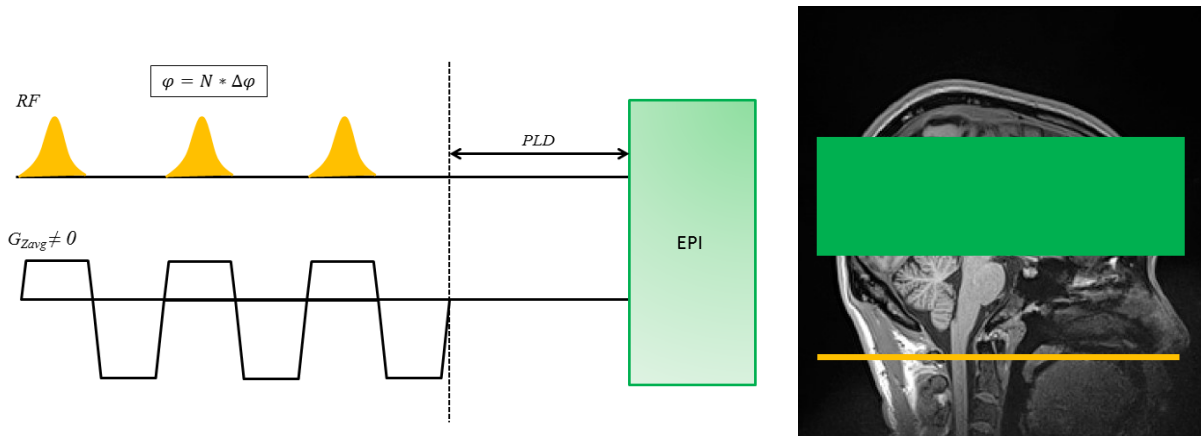 φ = N * Δφ
RF
PLD
G_Zavg ≠ 0
EPI